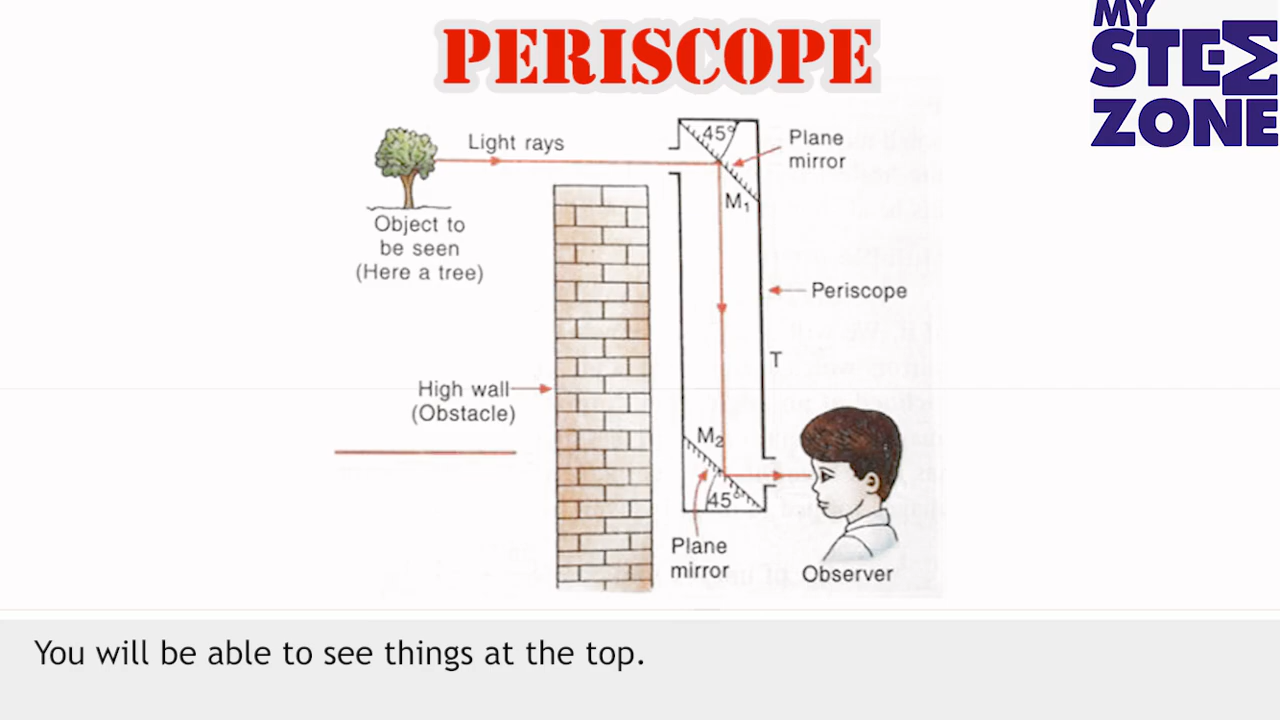 PERISCOPE
MY
STEΣ
ZONE
Light rays
45°
Plane
mirror
M₁
Object to
be seen
(Here a tree)
Periscope
T
High wall
(Obstacle)
M₂
45°
Plane
mirror
Observer
You will be able to see things at the top.